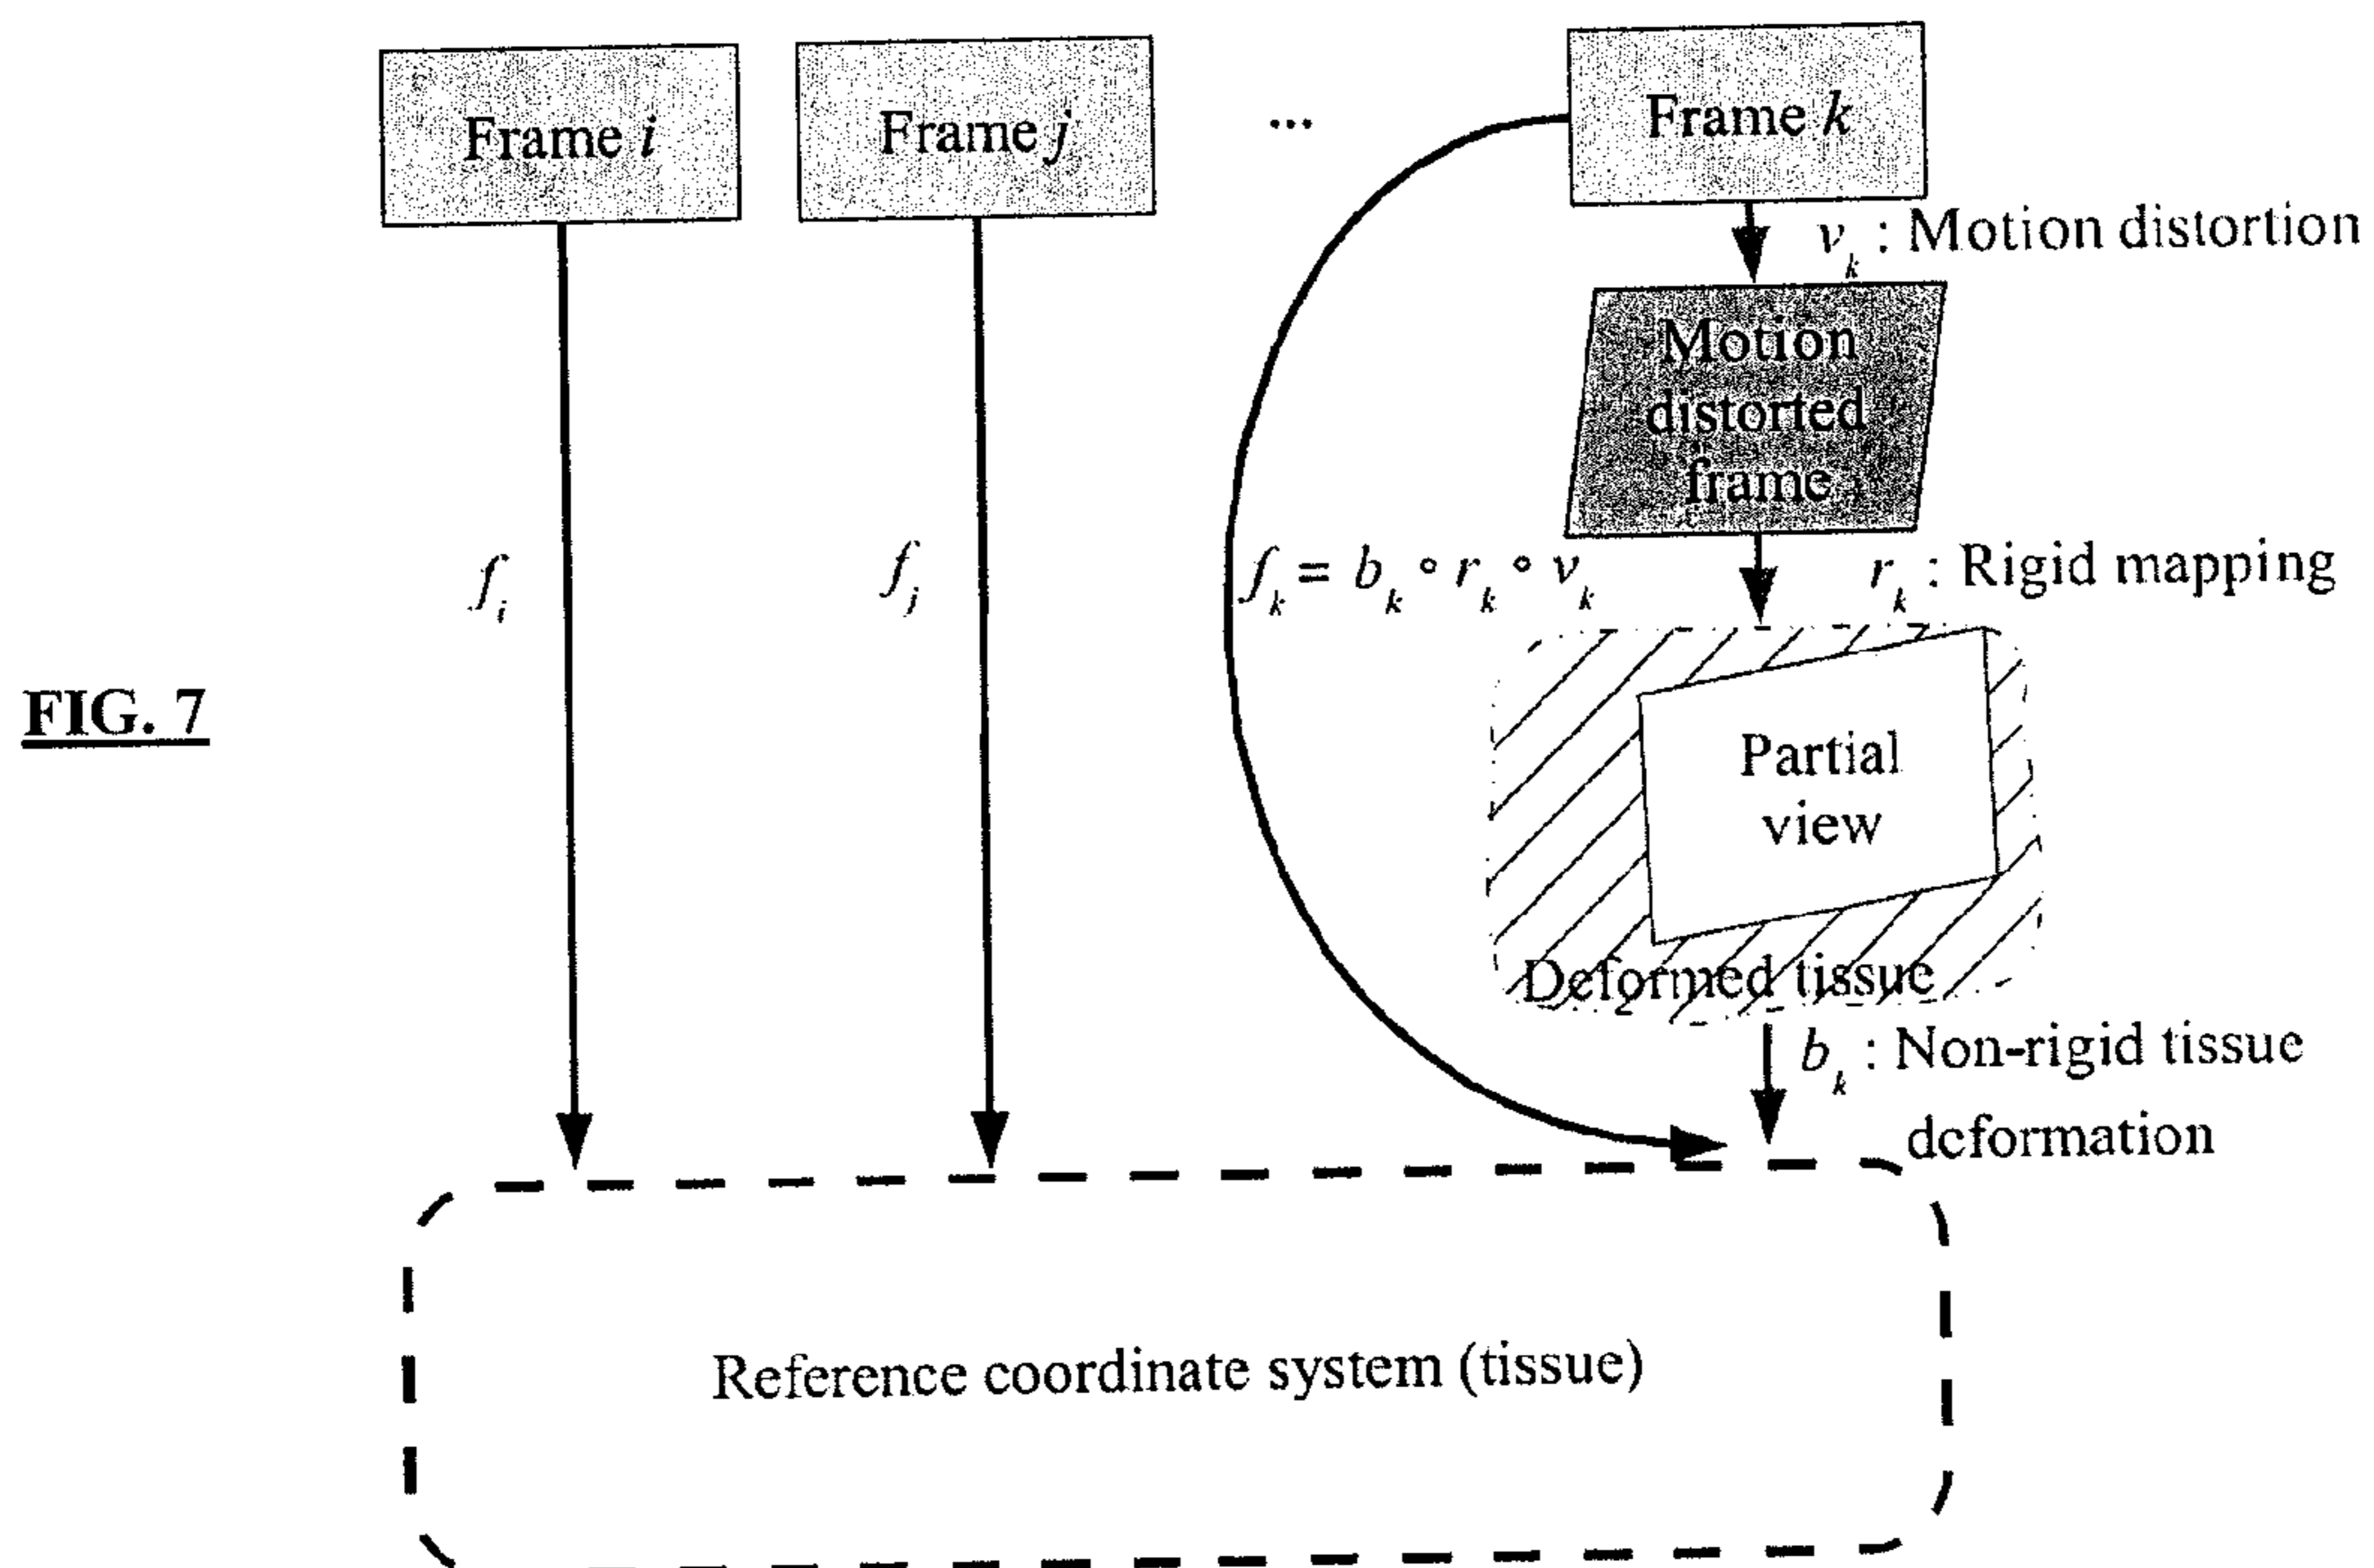 Frame i
Frame j
...
Frame k
v_k : Motion distortion
Motion
distorted
frame
f_i
f_j
f_k = b_k ∘ r_k ∘ v_k
r_k : Rigid mapping
FIG. 7
Partial
view
Deformed tissue
b_k : Non-rigid tissue
deformation
Reference coordinate system (tissue)